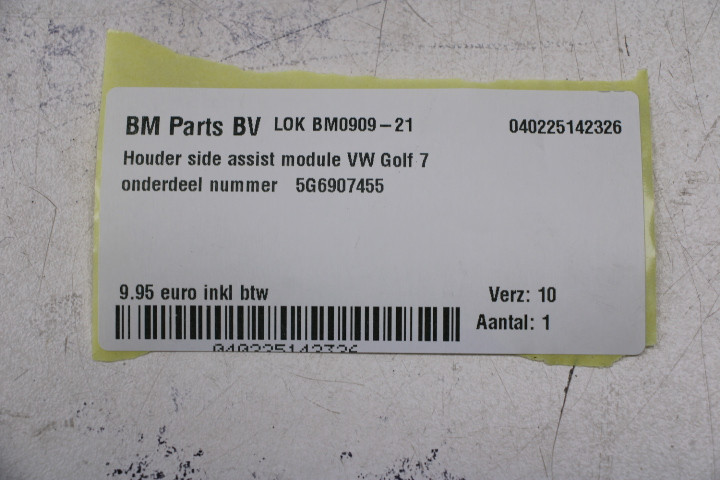 BM Parts BV LOK BM0909-21 040225142326
Houder side assist module VW Golf 7
onderdeel nummer 5G6907455
9.95 euro inkl btw Verz: 10
Aantal: 1
040225142326